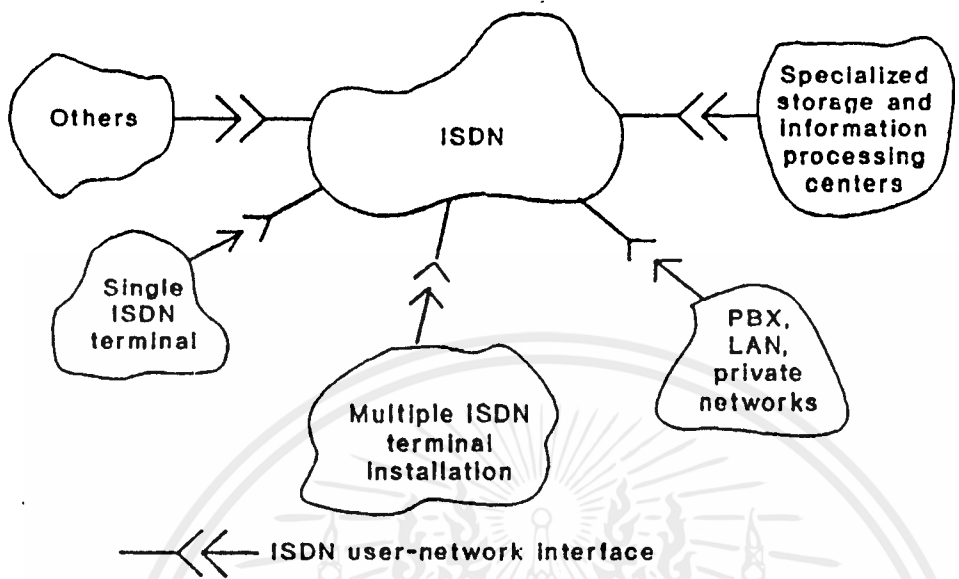 Others
ISDN
Specialized
storage and
information
processing
centers
Single
ISDN
terminal
Multiple ISDN
terminal
installation
PBX,
LAN,
private
networks
ISDN user-network interface